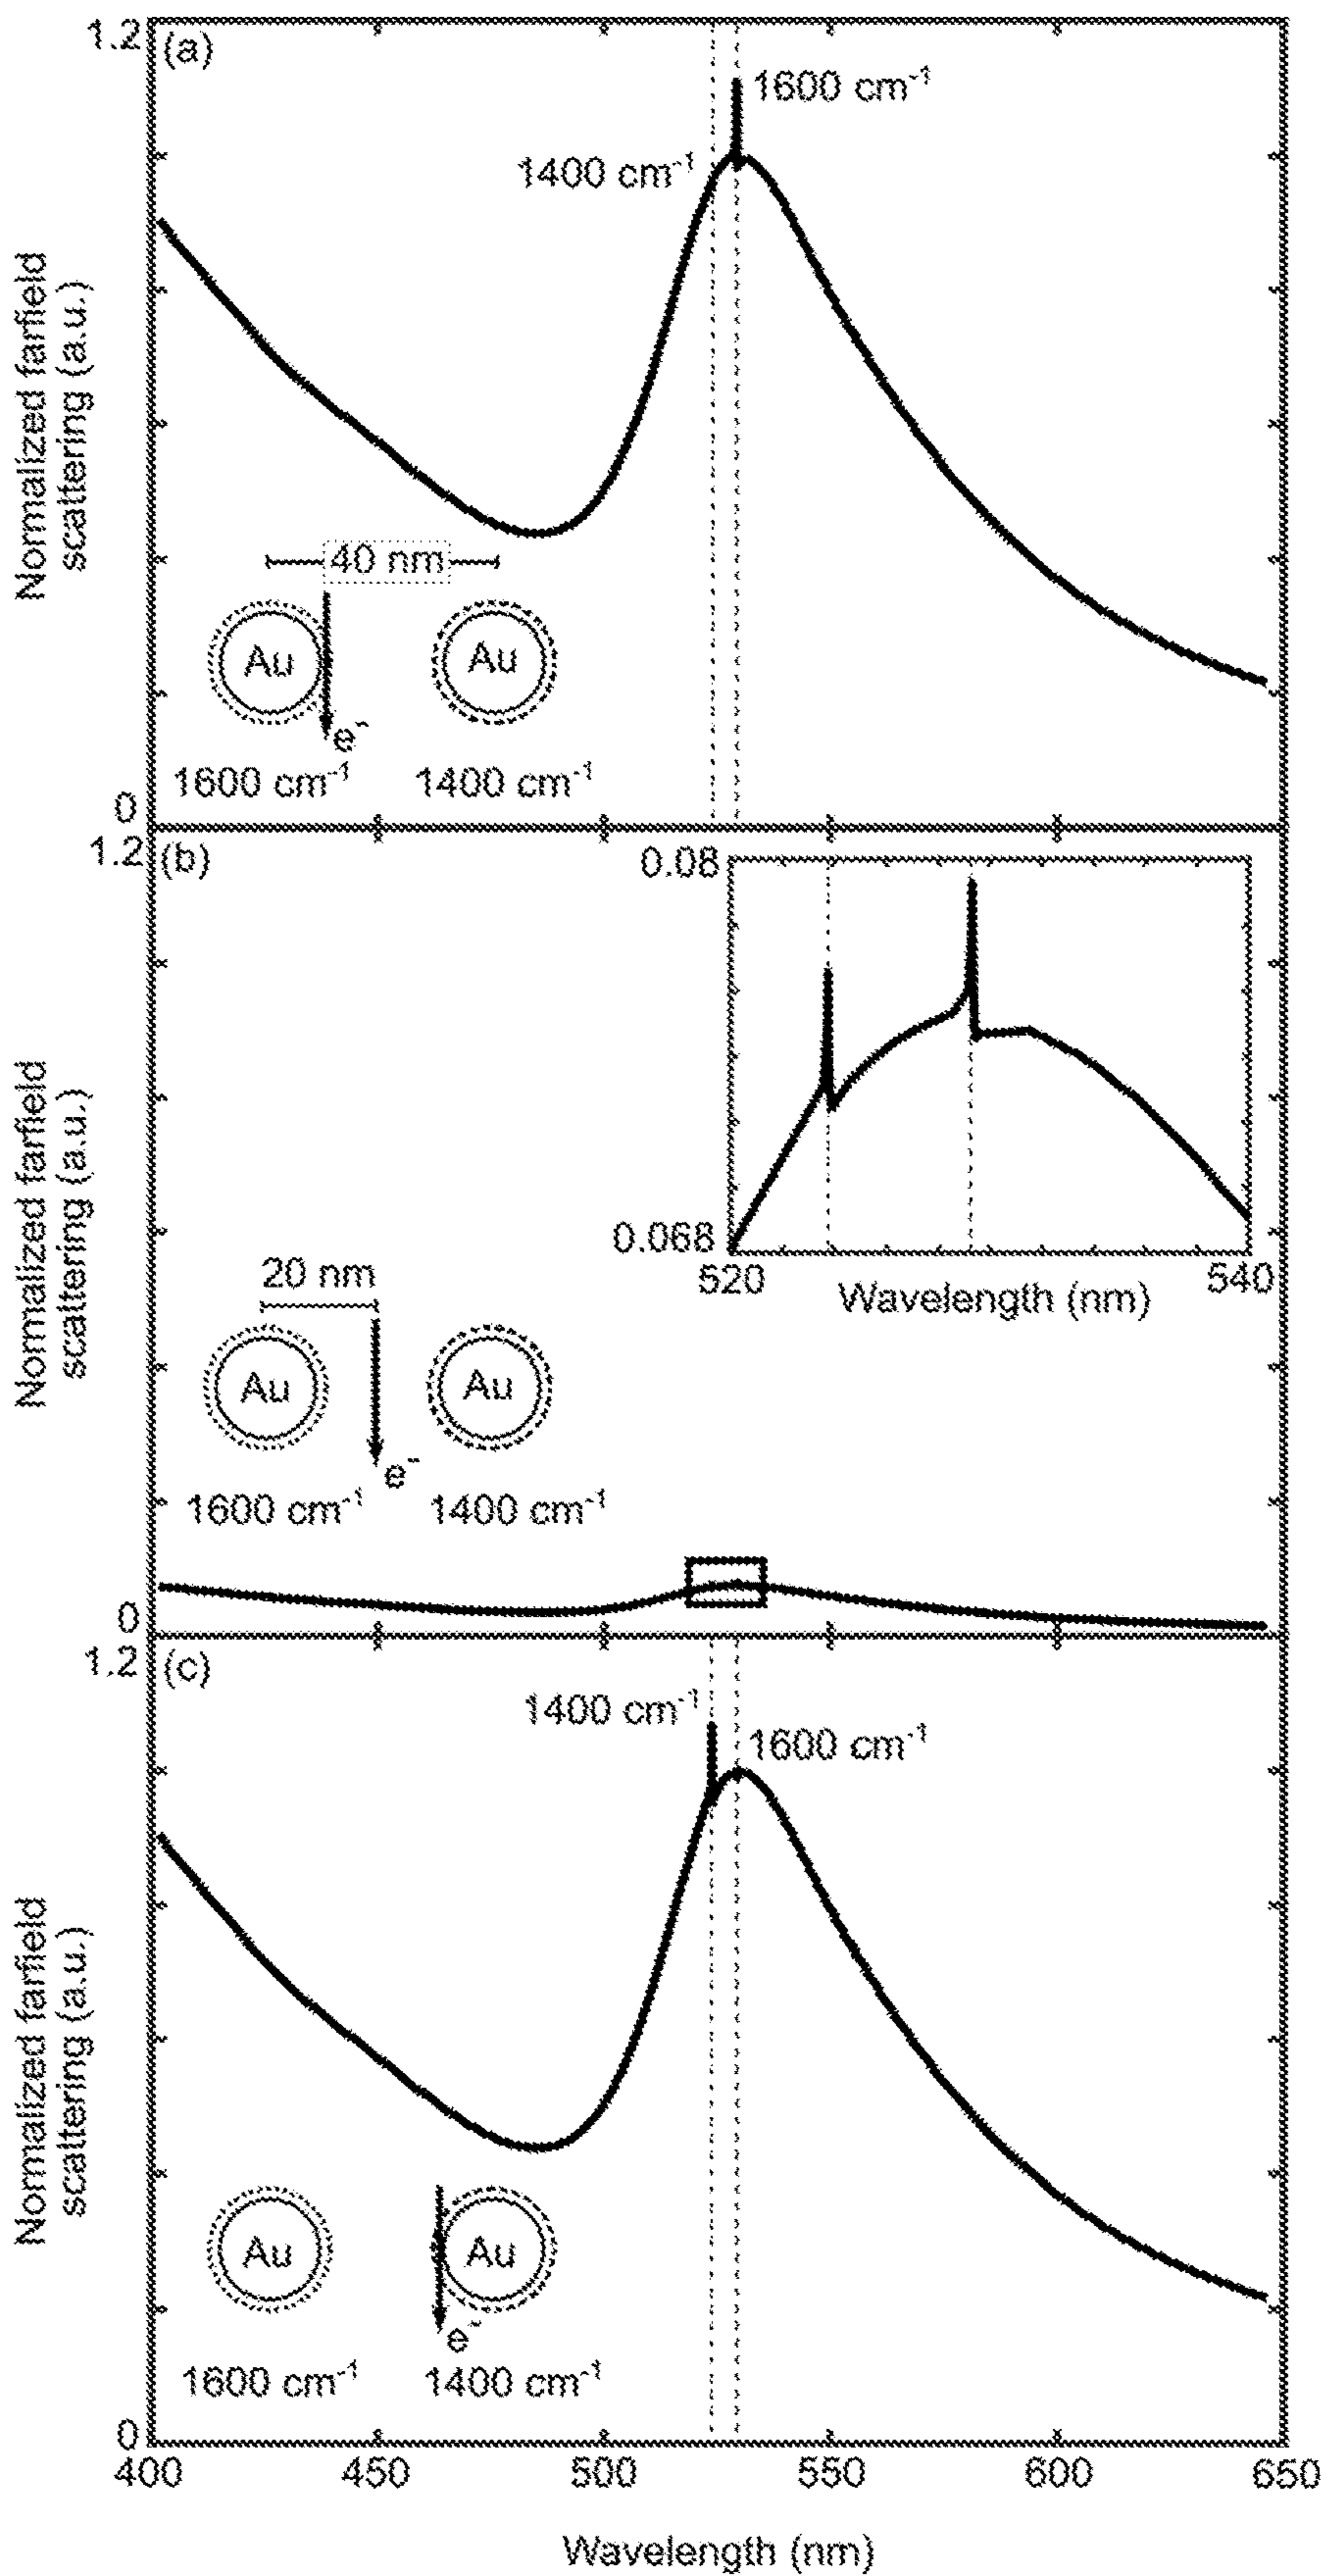 1.2
(a)
1600 cm⁻¹
1400 cm⁻¹
Normalized farfield
scattering (a.u.)
40 nm
Au
Au
e⁻
1600 cm⁻¹
1400 cm⁻¹
0
1.2
(b)
0.08
Normalized farfield
scattering (a.u.)
0.068
520
540
Wavelength (nm)
20 nm
Au
Au
e⁻
1600 cm⁻¹
1400 cm⁻¹
0
1.2
(c)
1400 cm⁻¹
1600 cm⁻¹
Normalized farfield
scattering (a.u.)
Au
Au
e⁻
1600 cm⁻¹
1400 cm⁻¹
0
400
450
500
550
600
650
Wavelength (nm)